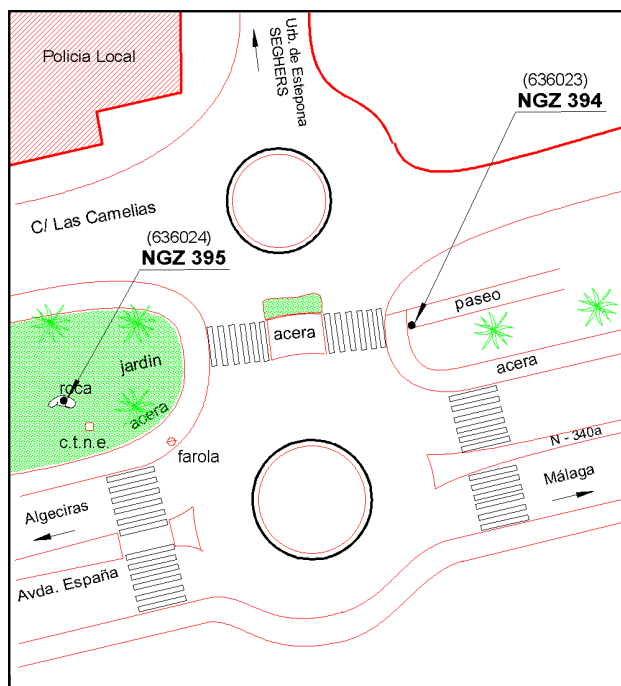 Policia Local
Urb. de Estepona
SEGHERS
(636023)
NGZ 394
C/ Las Camelias
(636024)
NGZ 395
paseo
acera
jardin
acera
roca
acera
c.t.n.e.
farola
N - 340a
Málaga
Algeciras
Avda. España